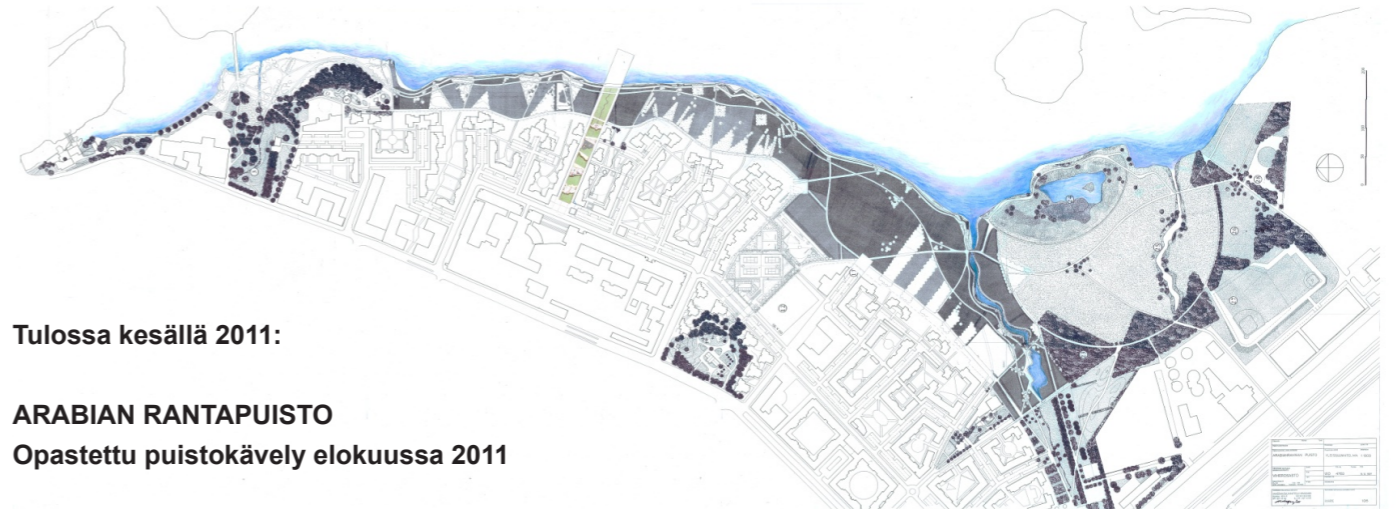 Tulossa kesällä 2011:
ARABIAN RANTAPUISTO
Opastettu puistokävely elokuussa 2011